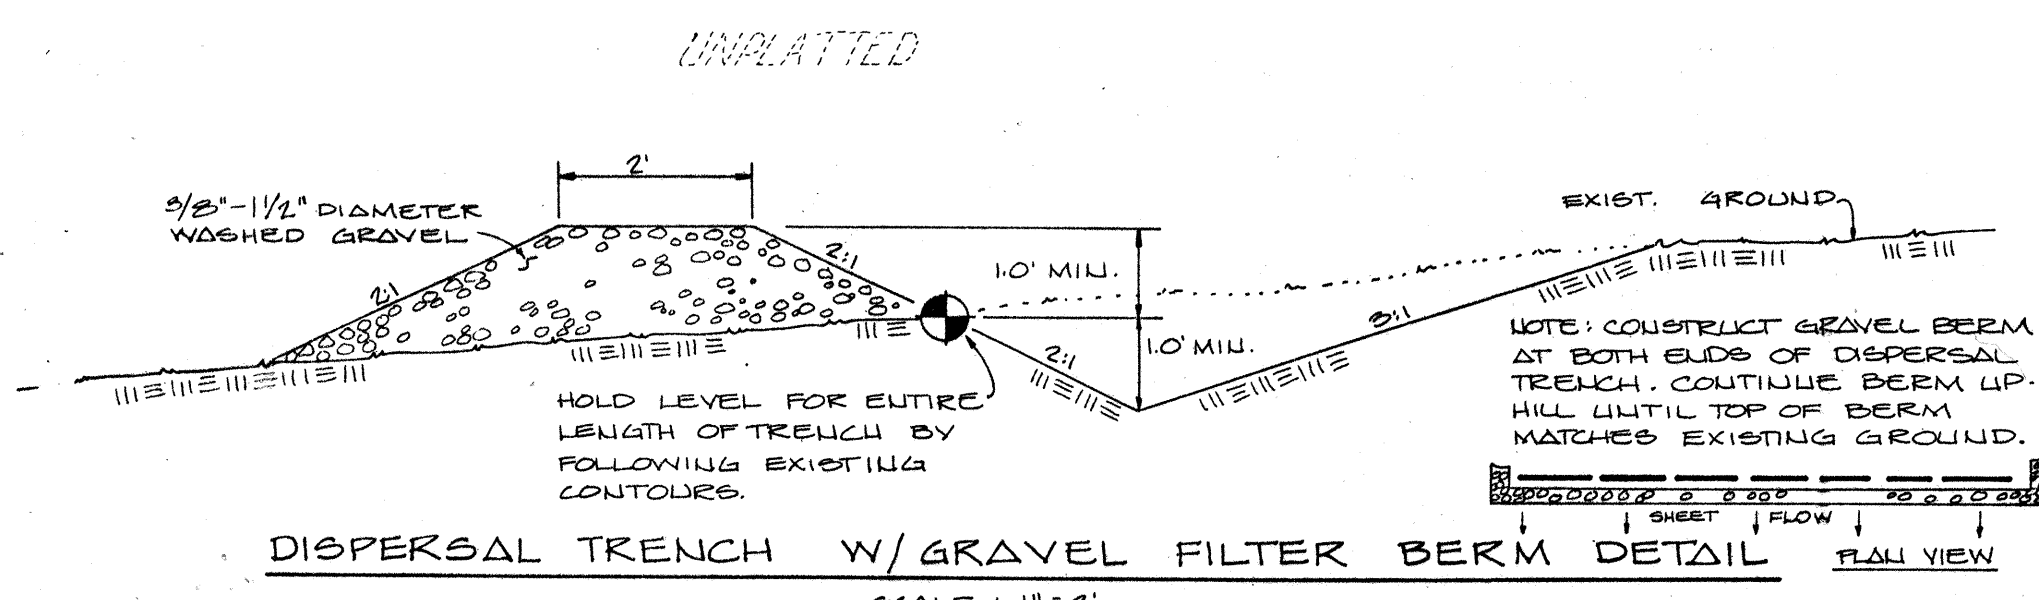 UNPLATTED
2'
3/8"-1 1/2" DIAMETER
WASHED GRAVEL
2:1
2:1
1.0' MIN.
EXIST. GROUND
2:1
1.0' MIN.
3:1
HOLD LEVEL FOR ENTIRE
LENGTH OF TRENCH BY
FOLLOWING EXISTING
CONTOURS.
NOTE: CONSTRUCT GRAVEL BERM
AT BOTH ENDS OF DISPERSAL
TRENCH. CONTINUE BERM UP-
HILL UNTIL TOP OF BERM
MATCHES EXISTING GROUND.
SHEET FLOW
PLAN VIEW
DISPERSAL TRENCH W/ GRAVEL FILTER BERM DETAIL